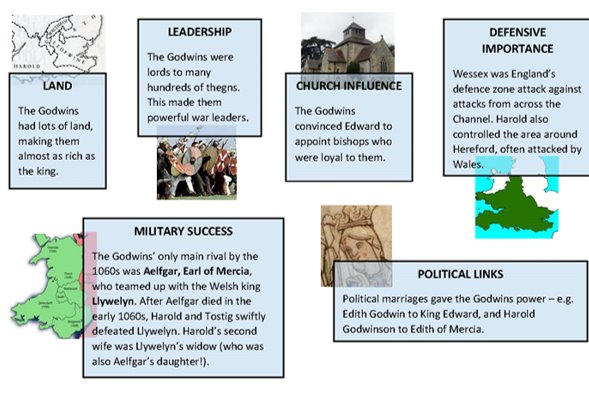 HAROLD
LAND
The Godwins
had lots of land,
making them
almost as rich as
the king.
LEADERSHIP
The Godwins were
lords to many
hundreds of thegns.
This made them
powerful war leaders.
CHURCH INFLUENCE
The Godwins
convinced Edward to
appoint bishops who
were loyal to them.
DEFENSIVE
IMPORTANCE
Wessex was England’s
defence zone attack against
attacks from across the
Channel. Harold also
controlled the area around
Hereford, often attacked by
Wales.
MILITARY SUCCESS
The Godwins’ only main rival by the
1060s was Aelfgar, Earl of Mercia,
who teamed up with the Welsh king
Llywelyn. After Aelfgar died in the
early 1060s, Harold and Tostig swiftly
defeated Llywelyn. Harold’s second
wife was Llywelyn’s widow (who was
also Aelfgar’s daughter!).
POLITICAL LINKS
Political marriages gave the Godwins power – e.g.
Edith Godwin to King Edward, and Harold
Godwinson to Edith of Mercia.